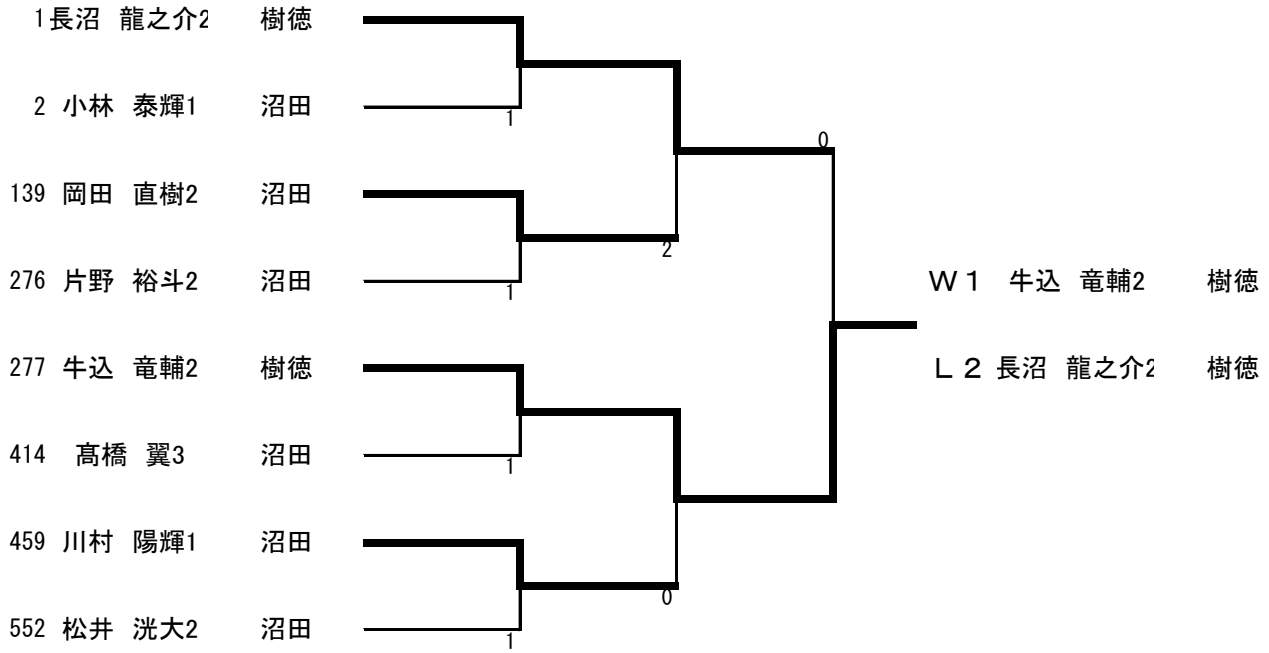 1 長沼 龍之介2 樹徳
1
2 小林 泰輝1 沼田
0
139 岡田 直樹2 沼田
2
276 片野 裕斗2 沼田
1
W1 牛込 竜輔2 樹徳
277 牛込 竜輔2 樹徳
L2 長沼 龍之介2 樹徳
414 髙橋 翼3 沼田
1
459 川村 陽輝1 沼田
0
552 松井 洸大2 沼田
1